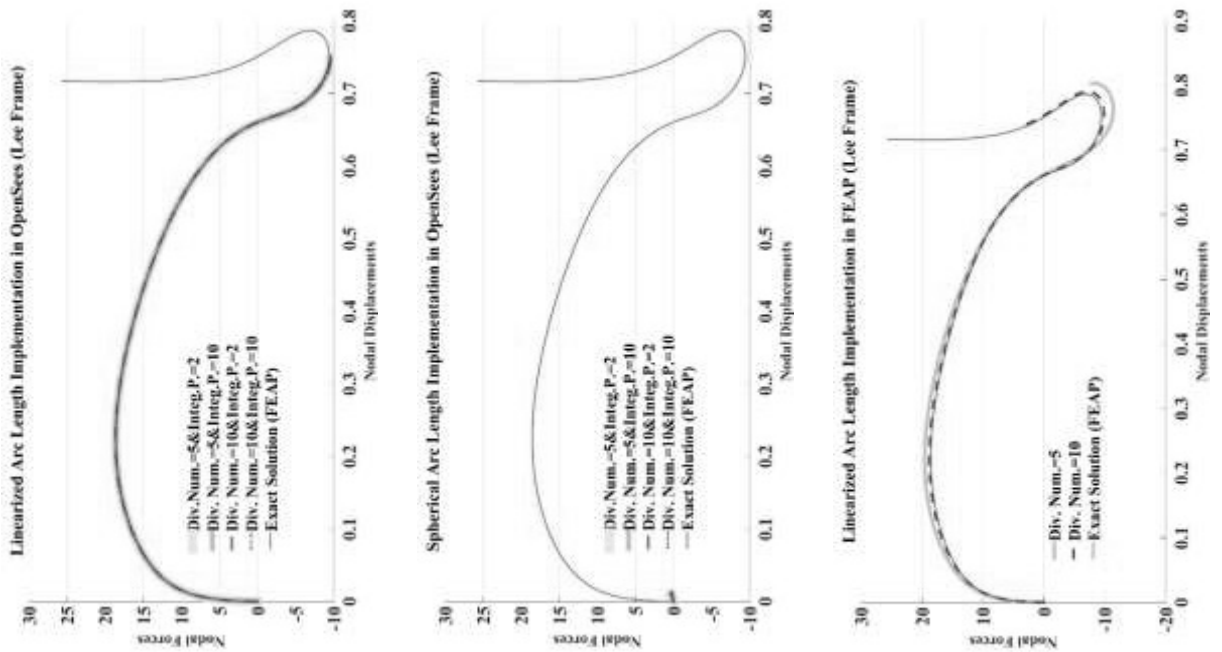 Linearized Arc Length Implementation in OpenSees (Lee Frame)
30
25
20
15
10
5
0
-5
-10
Nodal Forces
Div.Num.=5&Integ.P.=2
Div. Num.=5&Integ.P.=10
Div. Num.=10&Integ.P.=2
Div. Num.=10&Integ.P.=10
Exact Solution (FEAP)
0 0.1 0.2 0.3 0.4 0.5 0.6 0.7 0.8
Nodal Displacements
Spherical Arc Length Implementation in OpenSees (Lee Frame)
30
25
20
15
10
5
0
-5
-10
Nodal Forces
Div. Num.=5&Integ.P.=2
Div. Num.=5&Integ.P.=10
Div. Num.=10&Integ.P.=2
Div. Num.=10&Integ.P.=10
Exact Solution (FEAP)
0 0.1 0.2 0.3 0.4 0.5 0.6 0.7 0.8
Nodal Displacements
Linearized Arc Length Implementation in FEAP (Lee Frame)
30
20
10
0
-10
-20
Nodal Forces
Div. Num.=5
Div. Num.=10
Exact Solution (FEAP)
0 0.1 0.2 0.3 0.4 0.5 0.6 0.7 0.8 0.9
Nodal Displacements